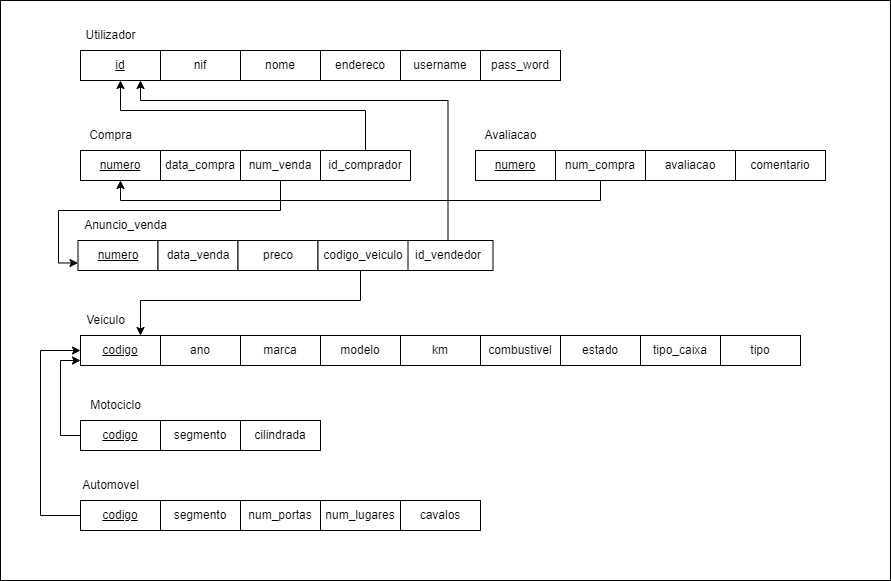 Utilizador
id nif nome endereco username pass_word
Compra
numero data_compra num_venda id_comprador
Avaliacao
numero num_compra avaliacao comentario
Anuncio_venda
numero data_venda preco codigo_veiculo id_vendedor
Veiculo
codigo ano marca modelo km combustivel estado tipo_caixa tipo
Motociclo
codigo segmento cilindrada
Automovel
codigo segmento num_portas num_lugares cavalos